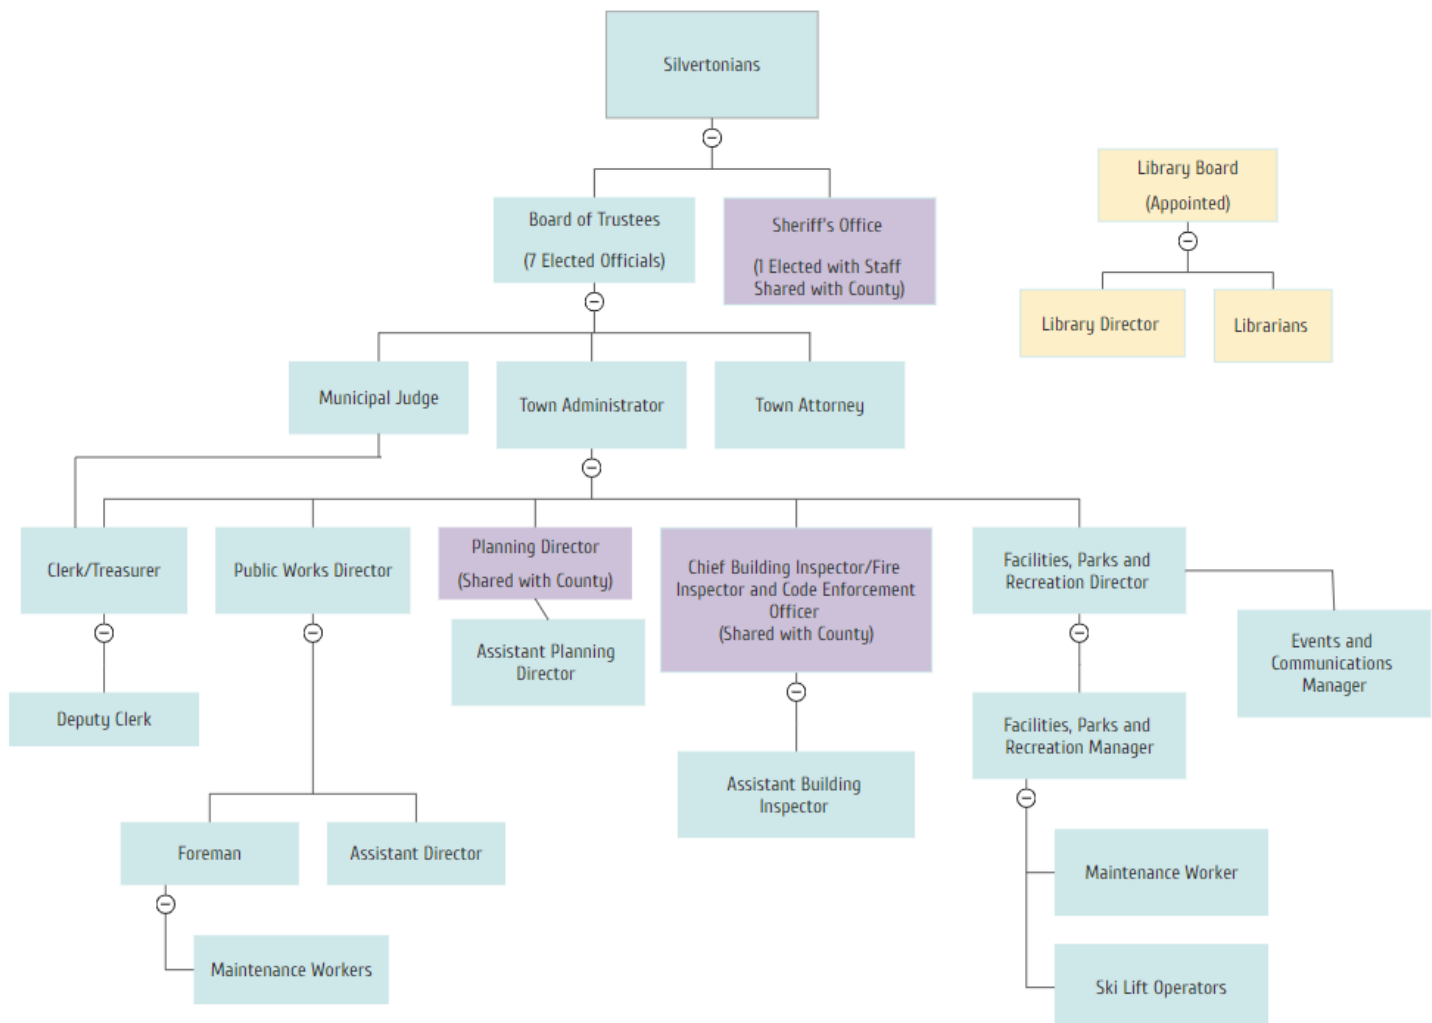 Silvertonians
Library Board
(Appointed)
Board of Trustees
(7 Elected Officials)
Sheriff's Office
(1 Elected with Staff
Shared with County)
Library Director
Librarians
Municipal Judge
Town Administrator
Town Attorney
Clerk/Treasurer
Public Works Director
Planning Director
(Shared with County)
Chief Building Inspector/Fire
Inspector and Code Enforcement
Officer
(Shared with County)
Facilities, Parks and
Recreation Director
Events and
Communications
Manager
Assistant Planning
Director
Deputy Clerk
Facilities, Parks and
Recreation Manager
Assistant Building
Inspector
Foreman
Assistant Director
Maintenance Worker
Maintenance Workers
Ski Lift Operators